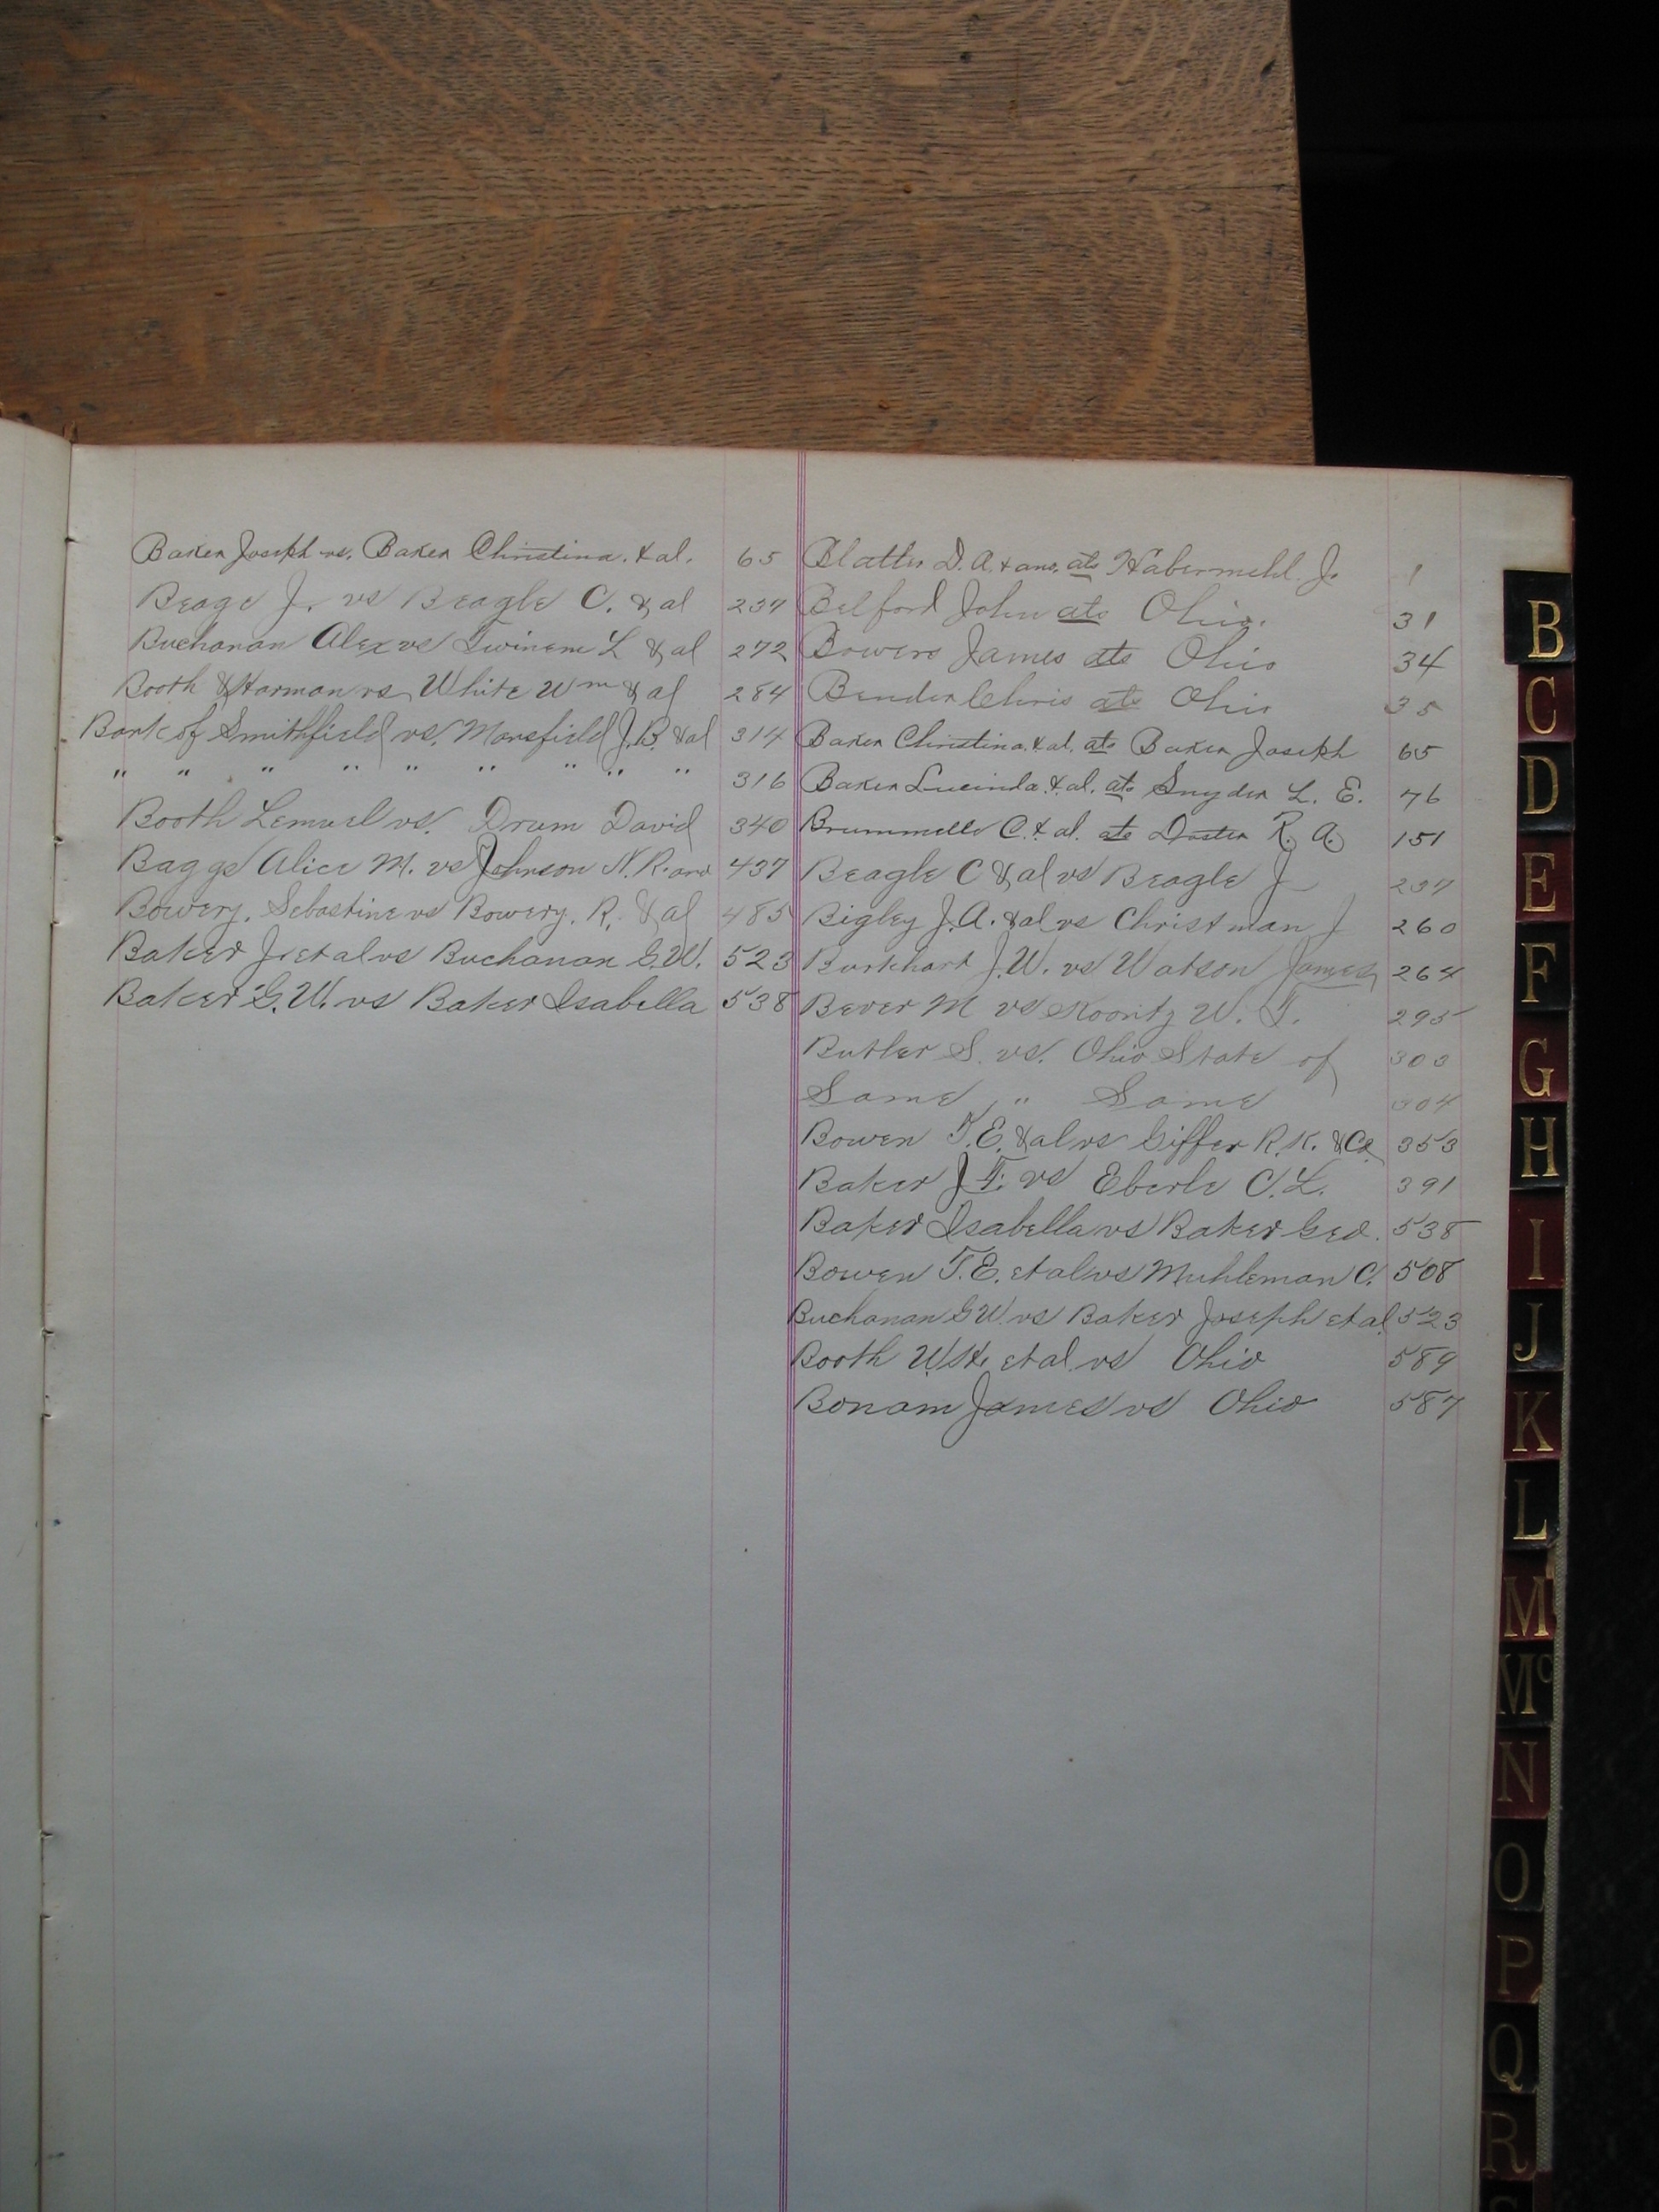 Baker Joseph vs. Baker Christina. & al. 65
Beagl J. vs Beagle C. & al 237
Buchanan Alex vs Twinem L & al 272
Booth & Harman vs White Wm & al 284
Bank of Smithfield vs. Mansfield J.B. & al 314
" " " " " " " " " 316
Booth Lemuel vs. Drum David 340
Baggs Alice M. vs Johnson N.R. and 437
Bowery, Sebastine vs Bowery, R. & al 485
Baker J. et al vs Buchanan G.W. 523
Baker G.W. vs Baker Isabella 538
Blatter D. A. & ano. ats Habermehl J. 1
Belford John ats Ohio. 31
Bowers James ats Ohio 34
Bender Chris ats Ohio 35
Baker Christina. & al. ats Baker Joseph 65
Baker Lucinda. & al. ats Snyder L. E. 76
C. & al. ats Doster R. A. 151
Beagle C & al vs Beagle J 237
Bigley J.A. & al vs Christman J 260
Burkhart J.W. vs Watson James 264
Bever M vs Koontz W. T. 295
Butler S. vs. Ohio State of 303
Same " Same 304
Bowen T.E. & al vs Giffer R.K. & Co 353
Baker J T. vs Eberle C.L. 391
Baker Isabella vs Baker Geo. 538
Bowen T.E. et al vs Muhleman C. 508
Buchanan G W. vs Baker Joseph et al 523
Booth W.H. et al vs Ohio 589
Bonam James vs Ohio 587
B
C
D
E
F
G
H
I
J
K
L
M
Mc
N
O
P
Q
R